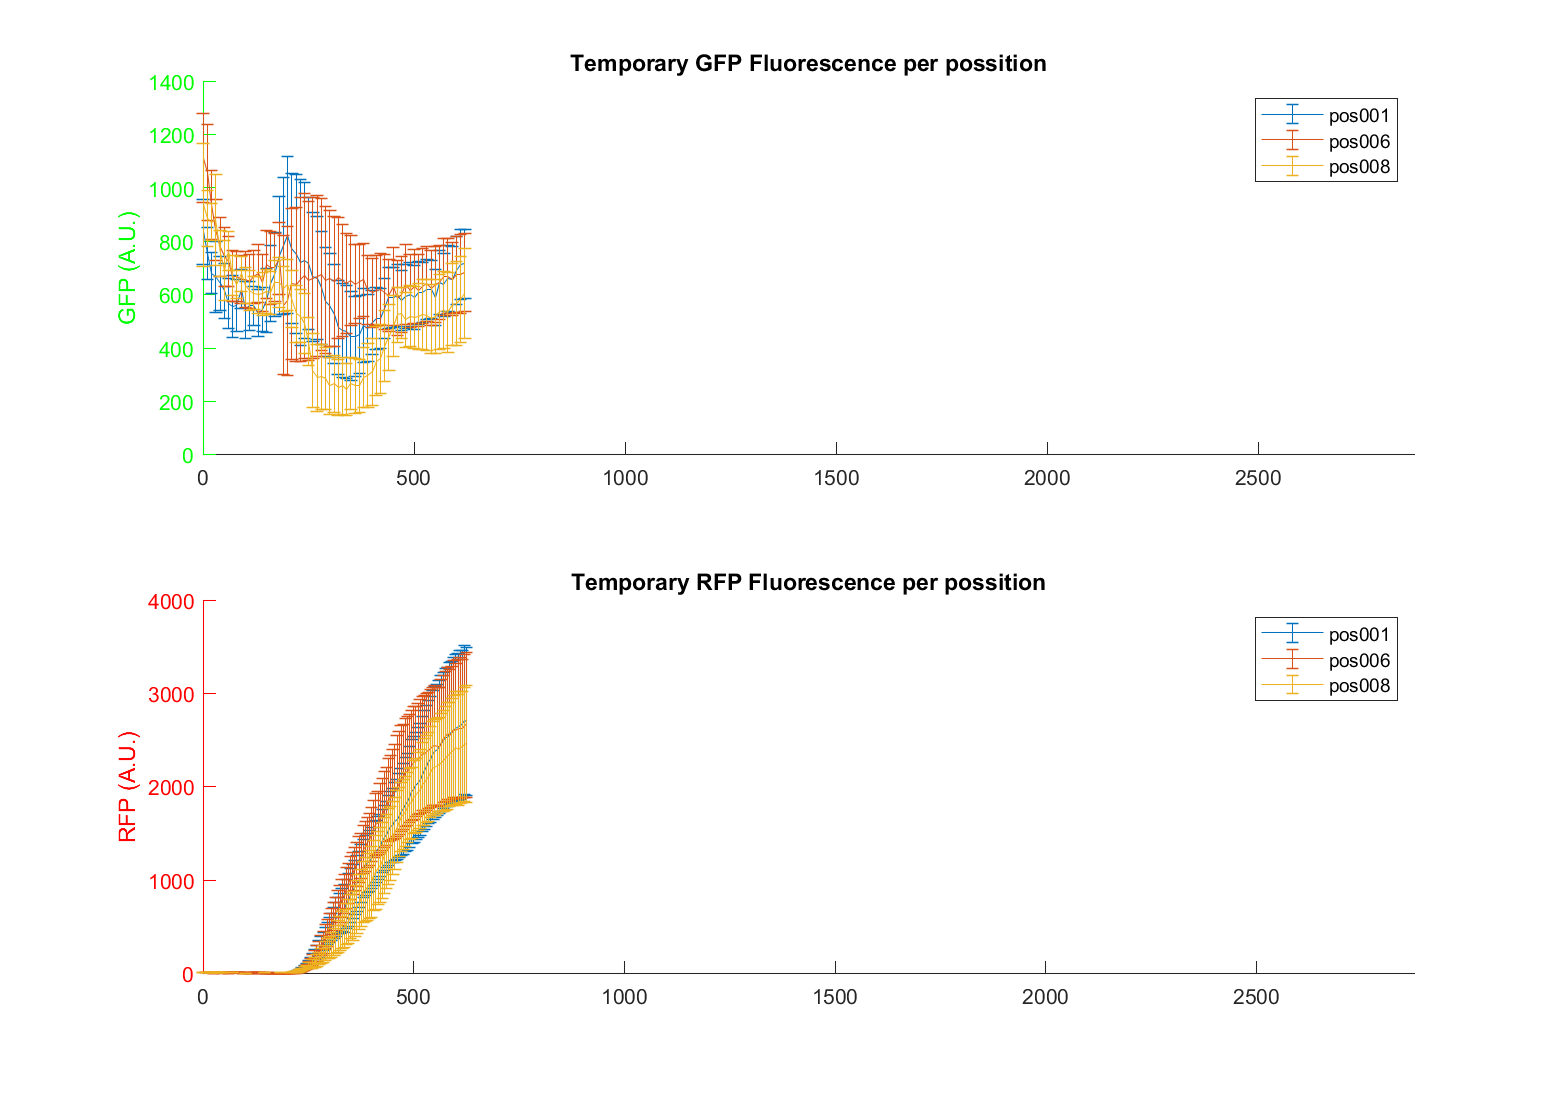 Temporary GFP Fluorescence per possition
1400
1200
1000
800
600
400
200
0
GFP (A.U.)
pos001
pos006
pos008
0 500 1000 1500 2000 2500
Temporary RFP Fluorescence per possition
4000
3000
2000
1000
0
RFP (A.U.)
pos001
pos006
pos008
0 500 1000 1500 2000 2500